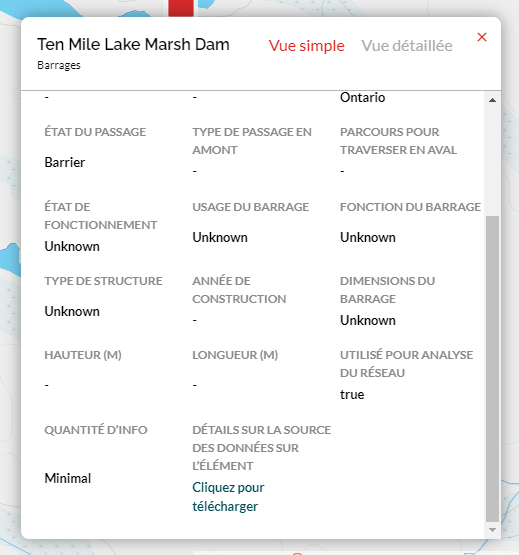 Ten Mile Lake Marsh Dam
Vue simple
Vue détaillée
×
Barrages
-
-
Ontario
ÉTAT DU PASSAGE
Barrier
TYPE DE PASSAGE EN
AMONT
-
PARCOURS POUR
TRAVERSER EN AVAL
-
ÉTAT DE
FONCTIONNEMENT
Unknown
USAGE DU BARRAGE
Unknown
FONCTION DU BARRAGE
Unknown
TYPE DE STRUCTURE
Unknown
ANNÉE DE
CONSTRUCTION
-
DIMENSIONS DU
BARRAGE
Unknown
HAUTEUR (M)
-
LONGUEUR (M)
-
UTILISÉ POUR ANALYSE
DU RÉSEAU
true
QUANTITÉ D'INFO
Minimal
DÉTAILS SUR LA SOURCE
DES DONNÉES SUR
L'ÉLÉMENT
Cliquez pour
télécharger